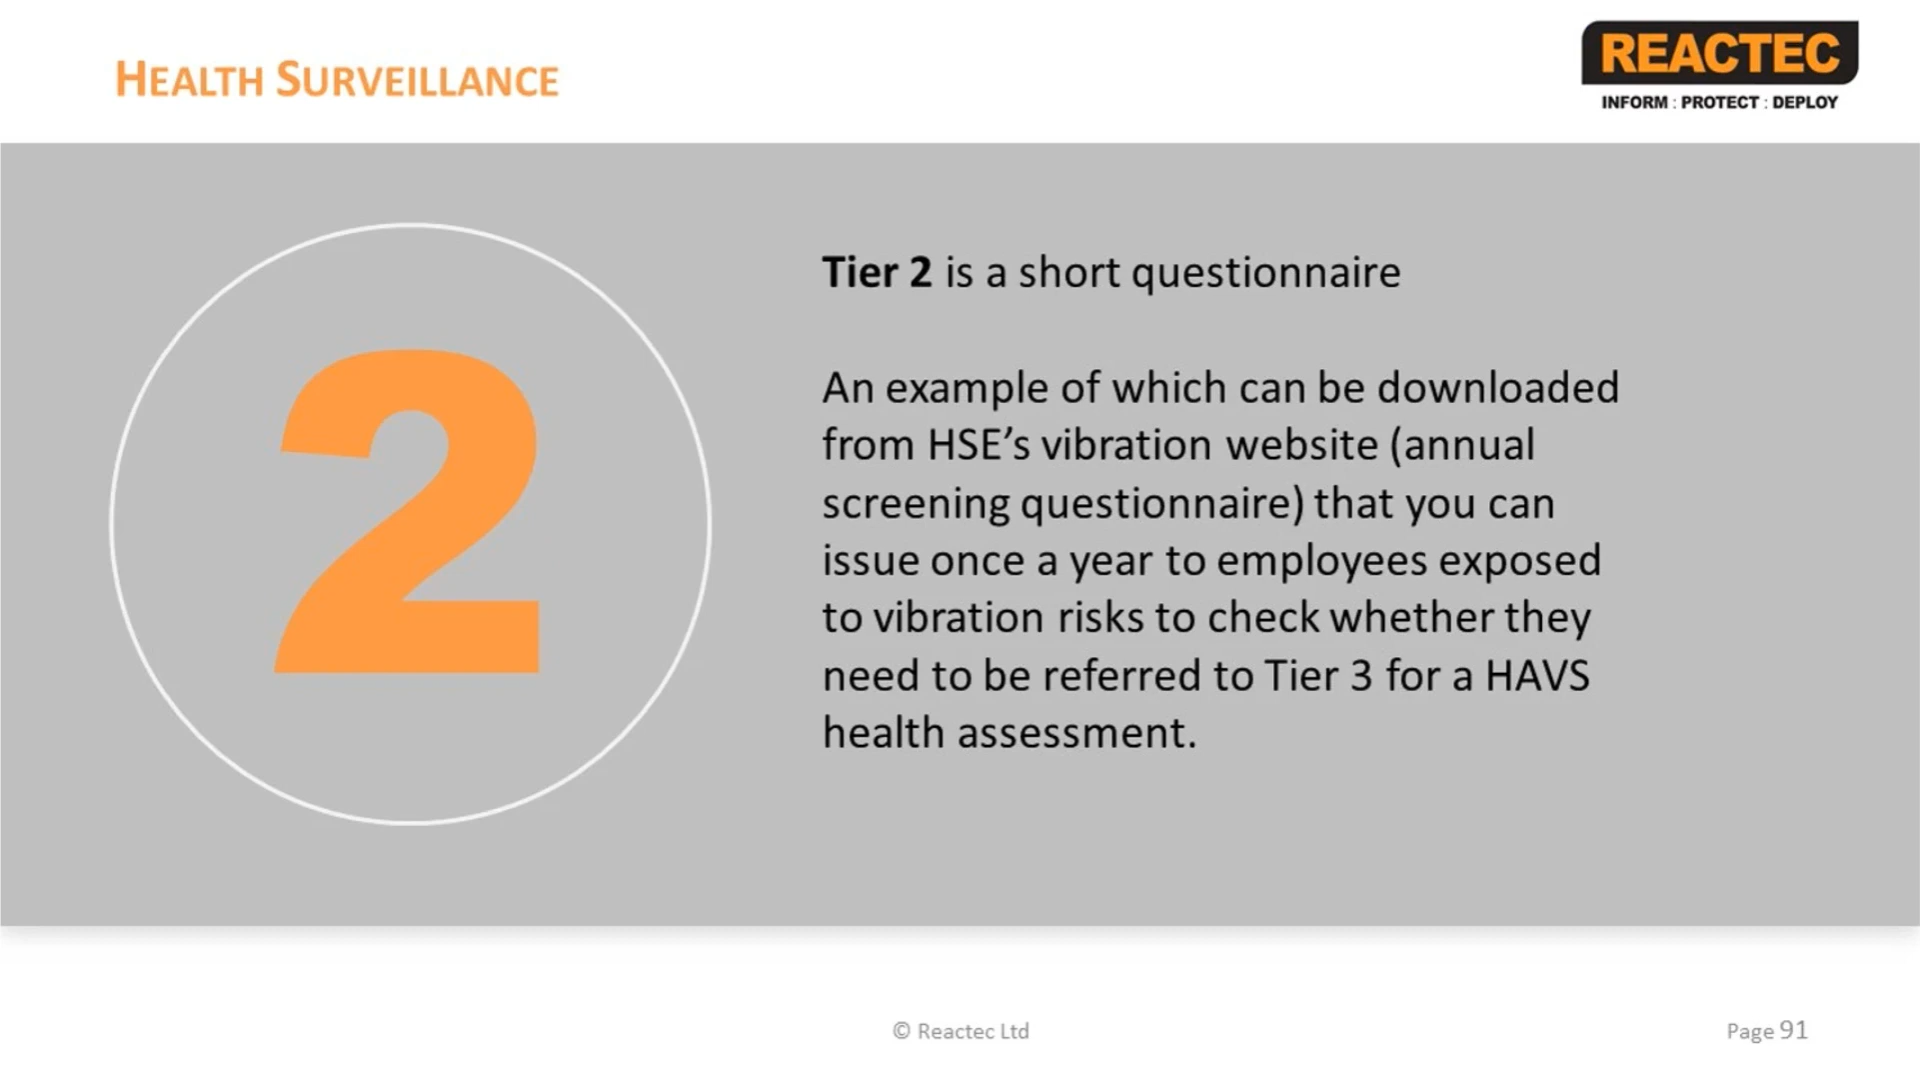 HEALTH SURVEILLANCE
REACTEC
INFORM : PROTECT : DEPLOY
2
Tier 2 is a short questionnaire
An example of which can be downloaded
from HSE’s vibration website (annual
screening questionnaire) that you can
issue once a year to employees exposed
to vibration risks to check whether they
need to be referred to Tier 3 for a HAVS
health assessment.
© Reactec Ltd
Page 91